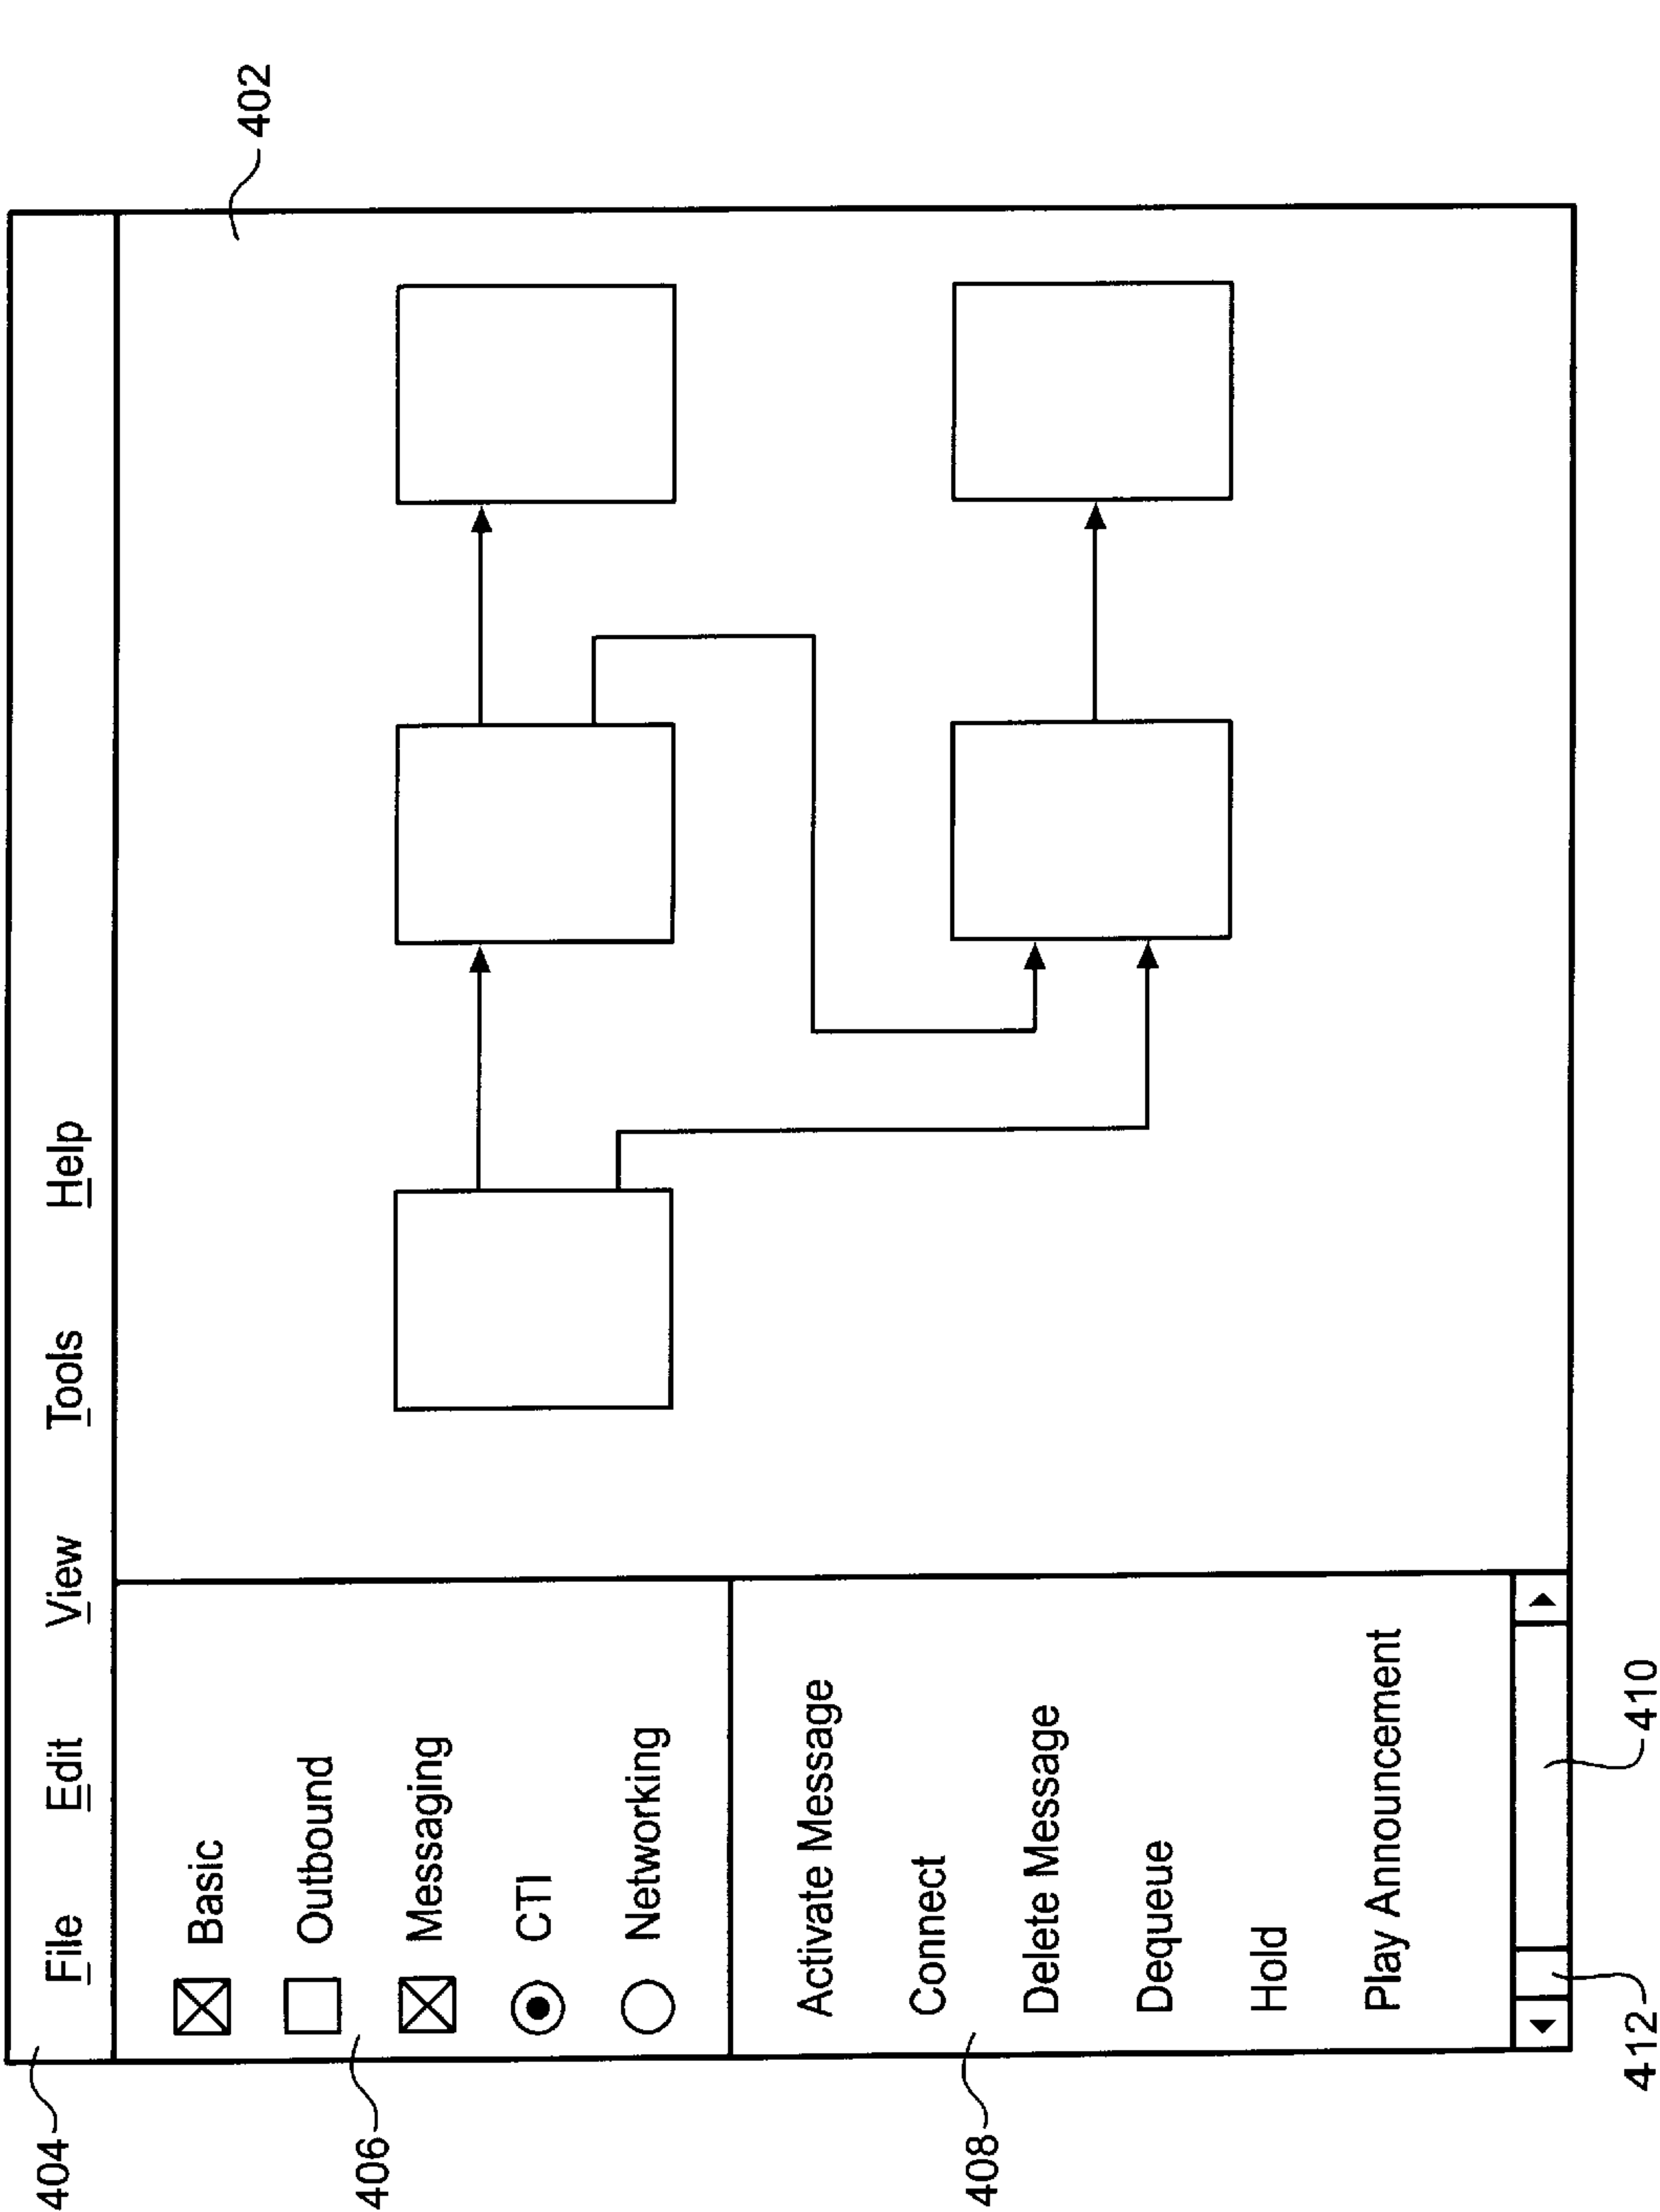 404
File Edit View Tools Help
402
406
Basic
Outbound
Messaging
CTI
Networking
408
Activate Message
Connect
Delete Message
Dequeue
Hold
Play Announcement
412
410